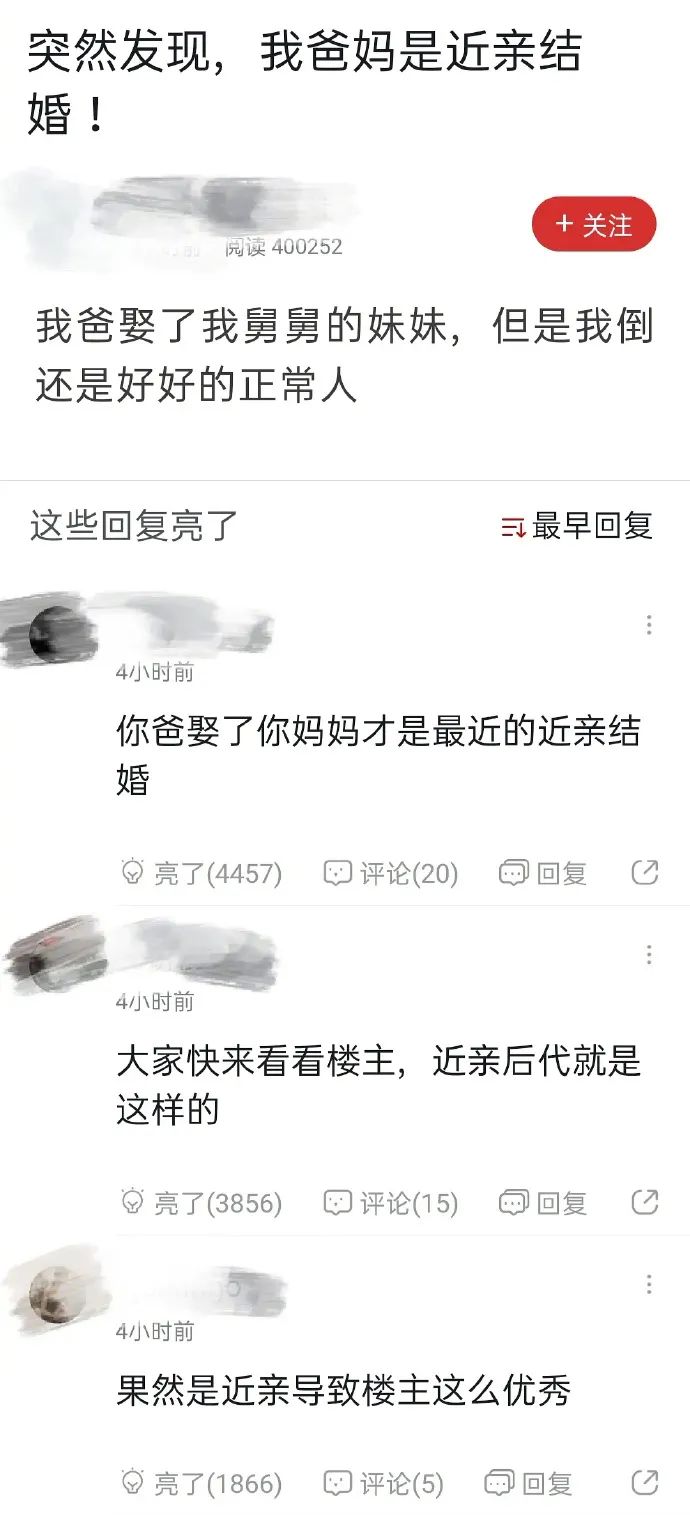 突然发现，我爸妈是近亲结
婚！
阅读 400252
+ 关注
我爸娶了我舅舅的妹妹，但是我倒
还是好好的正常人
这些回复亮了
最早回复
4小时前
你爸娶了你妈妈才是最近的近亲结
婚
亮了(4457) 评论(20) 回复
4小时前
大家快来看看楼主，近亲后代就是
这样的
亮了(3856) 评论(15) 回复
4小时前
果然是近亲导致楼主这么优秀
亮了(1866) 评论(5) 回复